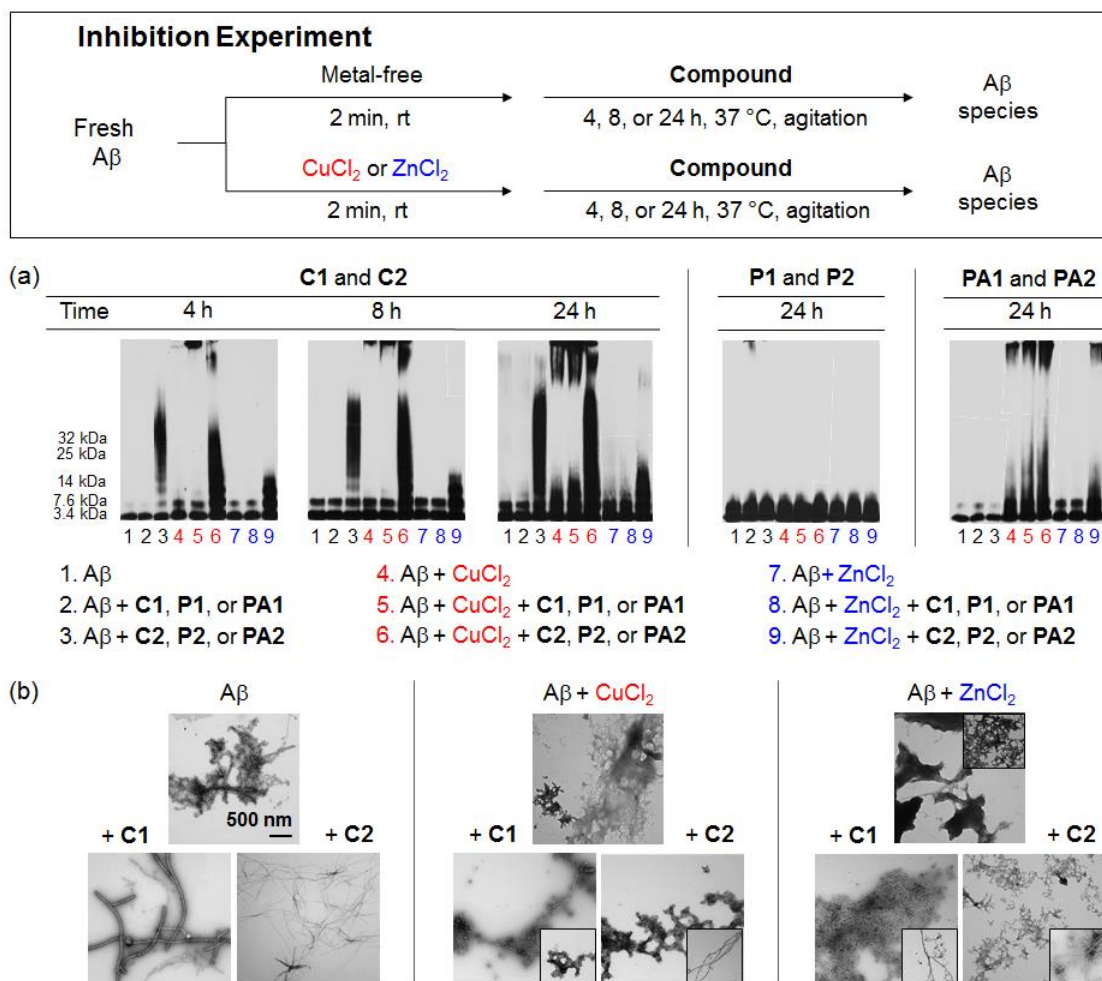 Inhibition Experiment
Metal-free
Compound
Fresh Aβ
2 min, rt
4, 8, or 24 h, 37 °C, agitation
Aβ species
CuCl2 or ZnCl2
Compound
2 min, rt
4, 8, or 24 h, 37 °C, agitation
Aβ species
(a)
C1 and C2
P1 and P2
PA1 and PA2
Time 4 h 8 h 24 h 24 h 24 h
32 kDa
25 kDa
14 kDa
7.6 kDa
3.4 kDa
1 2 3 4 5 6 7 8 9 1 2 3 4 5 6 7 8 9 1 2 3 4 5 6 7 8 9 1 2 3 4 5 6 7 8 9 1 2 3 4 5 6 7 8 9
1. Aβ 4. Aβ + CuCl2 7. Aβ+ ZnCl2
2. Aβ + C1, P1, or PA1 5. Aβ + CuCl2 + C1, P1, or PA1 8. Aβ + ZnCl2 + C1, P1, or PA1
3. Aβ + C2, P2, or PA2 6. Aβ + CuCl2 + C2, P2, or PA2 9. Aβ + ZnCl2 + C2, P2, or PA2
(b)
Aβ Aβ + CuCl2 Aβ + ZnCl2
500 nm
+ C1 + C2 + C1 + C2 + C1 + C2